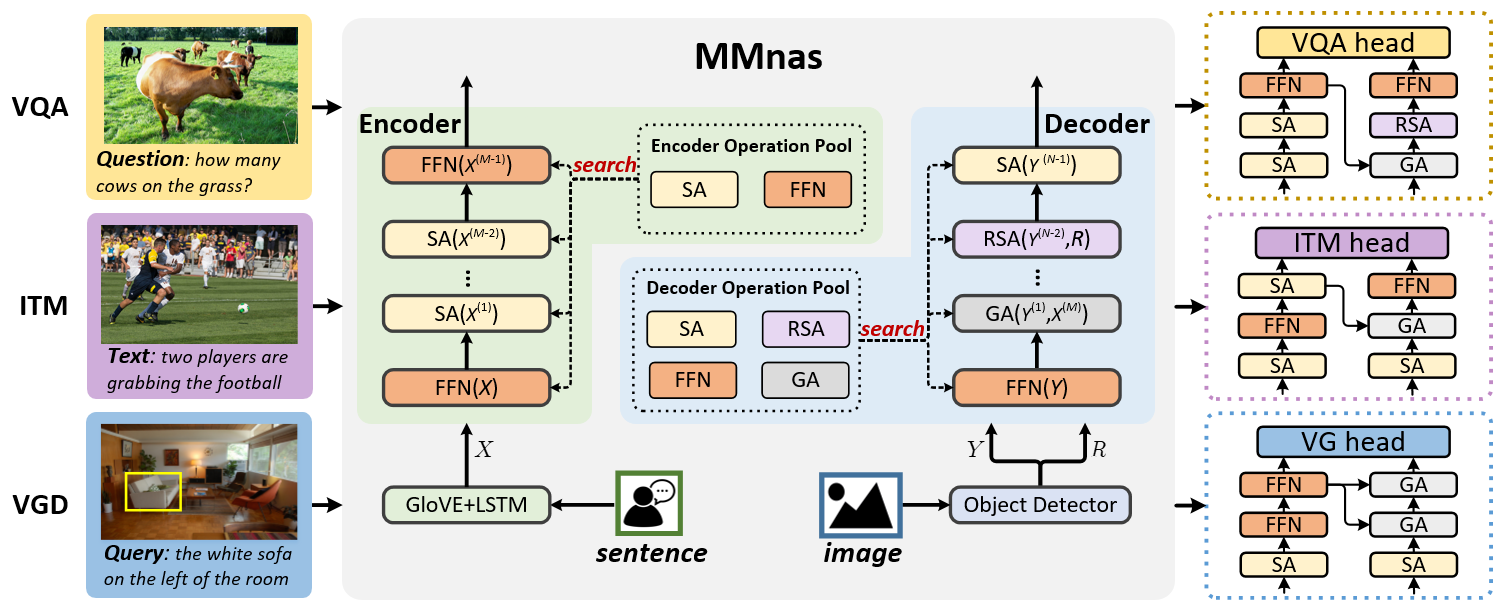 VQA
Question: how many
cows on the grass?
ITM
Text: two players are
grabbing the football
VGD
Query: the white sofa
on the left of the room
MMnas
Encoder
FFN(X^(M-1))
SA(X^(M-2))
⋮
SA(X^(1))
FFN(X)
X
GloVE+LSTM
sentence
search
Encoder Operation Pool
SA FFN
Decoder Operation Pool
SA RSA
FFN GA
search
Decoder
SA(Y^(N-1))
RSA(Y^(N-2),R)
⋮
GA(Y^(1),X^(M))
FFN(Y)
Y R
Object Detector
image
VQA head
FFN FFN
SA RSA
SA GA
ITM head
SA FFN
FFN GA
SA SA
VG head
FFN GA
FFN GA
SA SA